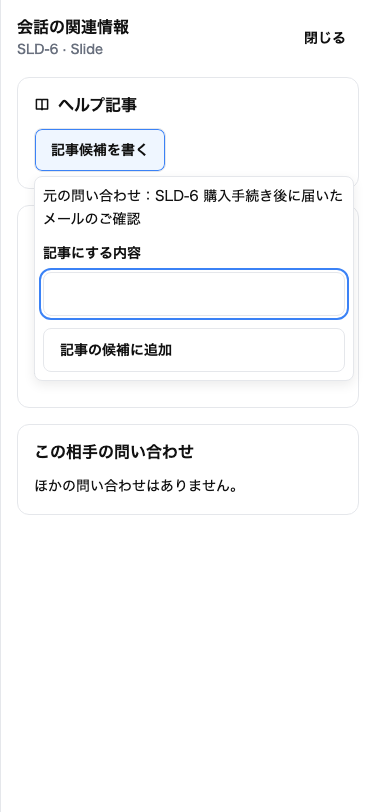 会話の関連情報
SLD-6 · Slide
閉じる
ヘルプ記事
記事候補を書く
元の問い合わせ：SLD-6 購入手続き後に届いた
メールのご確認
記事にする内容
記事の候補に追加
この相手の問い合わせ
ほかの問い合わせはありません。